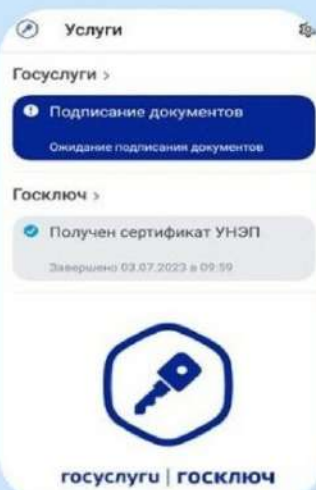 Услуги
Госуслуги >
Подписание документов
Ожидание подписания документов
Госключ >
Получен сертификат УНЭП
Завершено 03.07.2023 в 09:59
госуслуги | госключ